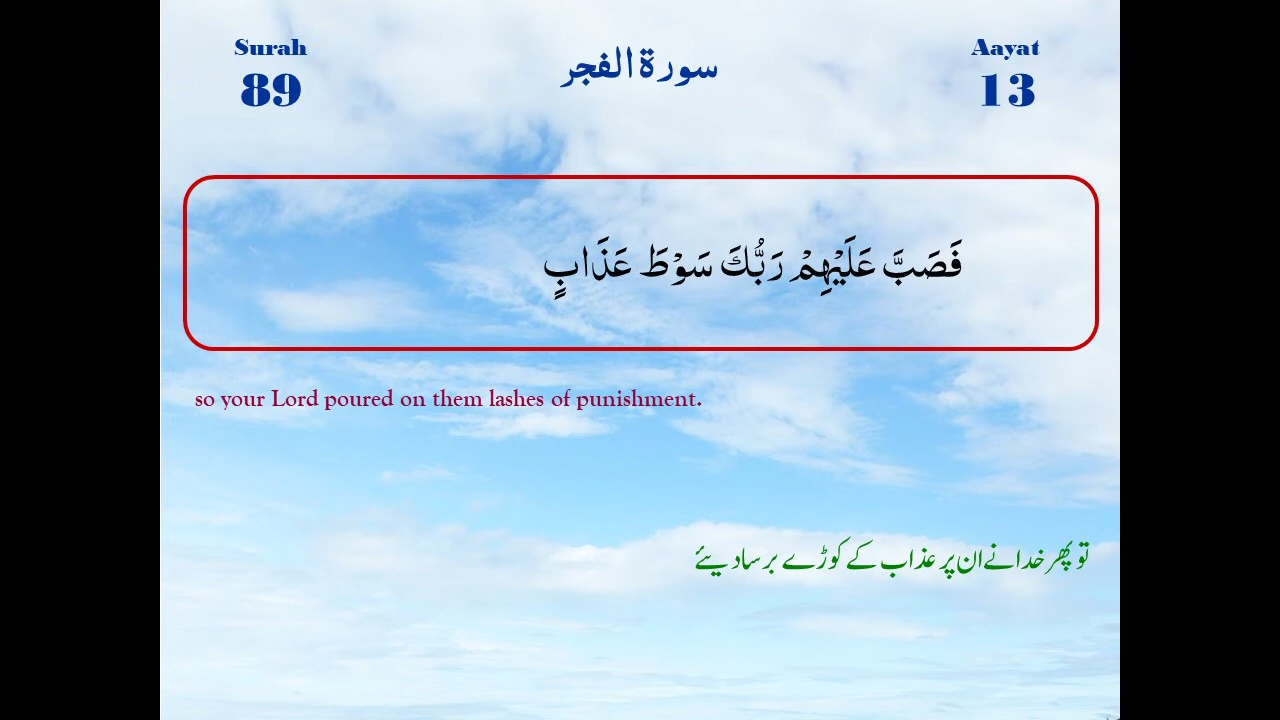 Surah
89
سورة الفجر
Aayat
13
فَصَبَّ عَلَيْهِمْ رَبُّكَ سَوْطَ عَذَابٍ
so your Lord poured on them lashes of punishment.
تو پھر خدا نے ان پر عذاب کے کوڑے برسا دیئے